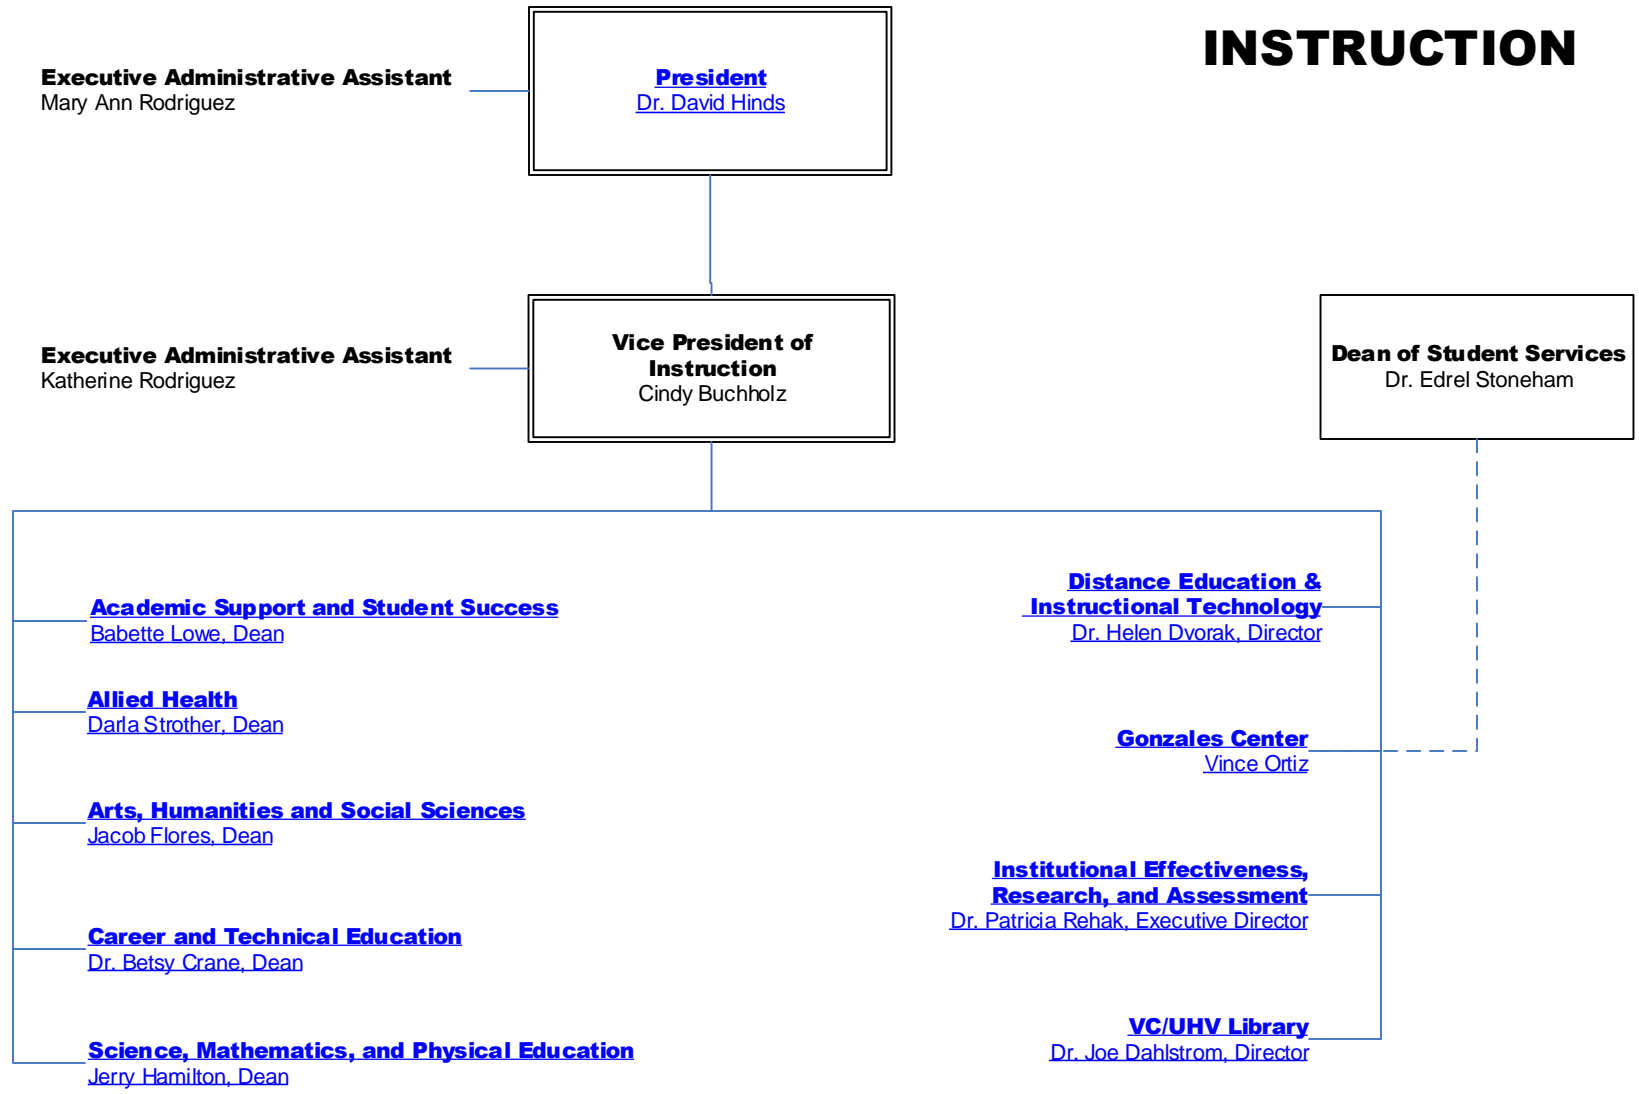 INSTRUCTION
Executive Administrative Assistant
Mary Ann Rodriguez
President
Dr. David Hinds
Executive Administrative Assistant
Katherine Rodriguez
Vice President of
Instruction
Cindy Buchholz
Dean of Student Services
Dr. Edrel Stoneham
Academic Support and Student Success
Babette Lowe, Dean
Allied Health
Darla Strother, Dean
Arts, Humanities and Social Sciences
Jacob Flores, Dean
Career and Technical Education
Dr. Betsy Crane, Dean
Science, Mathematics, and Physical Education
Jerry Hamilton, Dean
Distance Education &
Instructional Technology
Dr. Helen Dvorak, Director
Gonzales Center
Vince Ortiz
Institutional Effectiveness,
Research, and Assessment
Dr. Patricia Rehak, Executive Director
VC/UHV Library
Dr. Joe Dahlstrom, Director